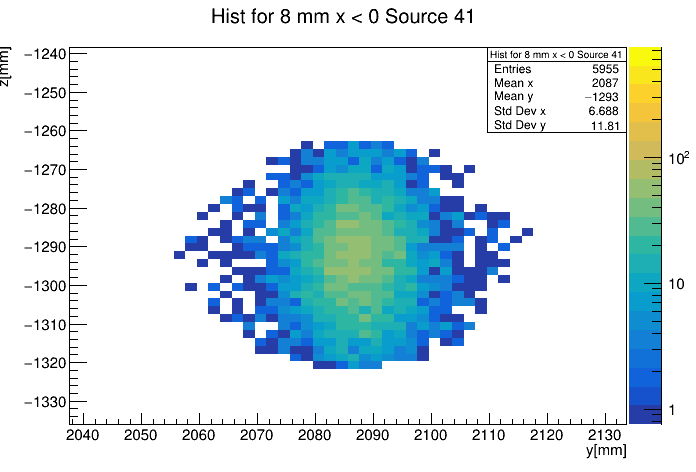 Hist for 8 mm x < 0 Source 41
z[mm]
Hist for 8 mm x < 0 Source 41
Entries 5955
Mean x 2087
Mean y −1293
Std Dev x 6.688
Std Dev y 11.81
−1240
−1250
−1260
−1270
−1280
−1290
−1300
−1310
−1320
−1330
10²
10
1
2040 2050 2060 2070 2080 2090 2100 2110 2120 2130
y[mm]